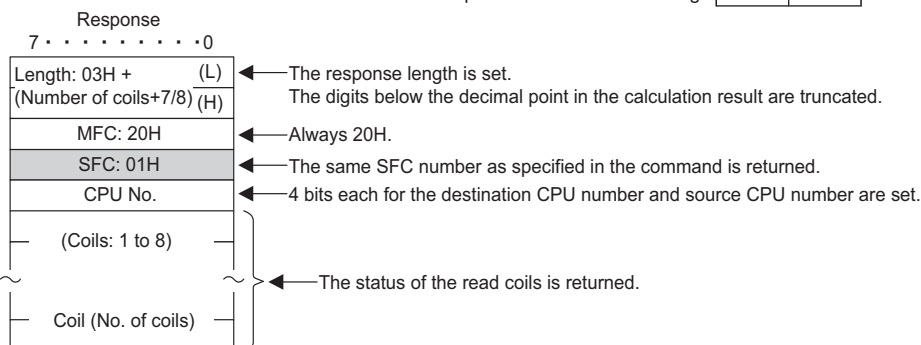 Response
7 · · · · · · · · · 0
Length: 03H + (L)
(Number of coils+7/8) (H)
The response length is set.
The digits below the decimal point in the calculation result are truncated.
MFC: 20H
Always 20H.
SFC: 01H
The same SFC number as specified in the command is returned.
CPU No.
4 bits each for the destination CPU number and source CPU number are set.
(Coils: 1 to 8)
The status of the read coils is returned.
Coil (No. of coils)